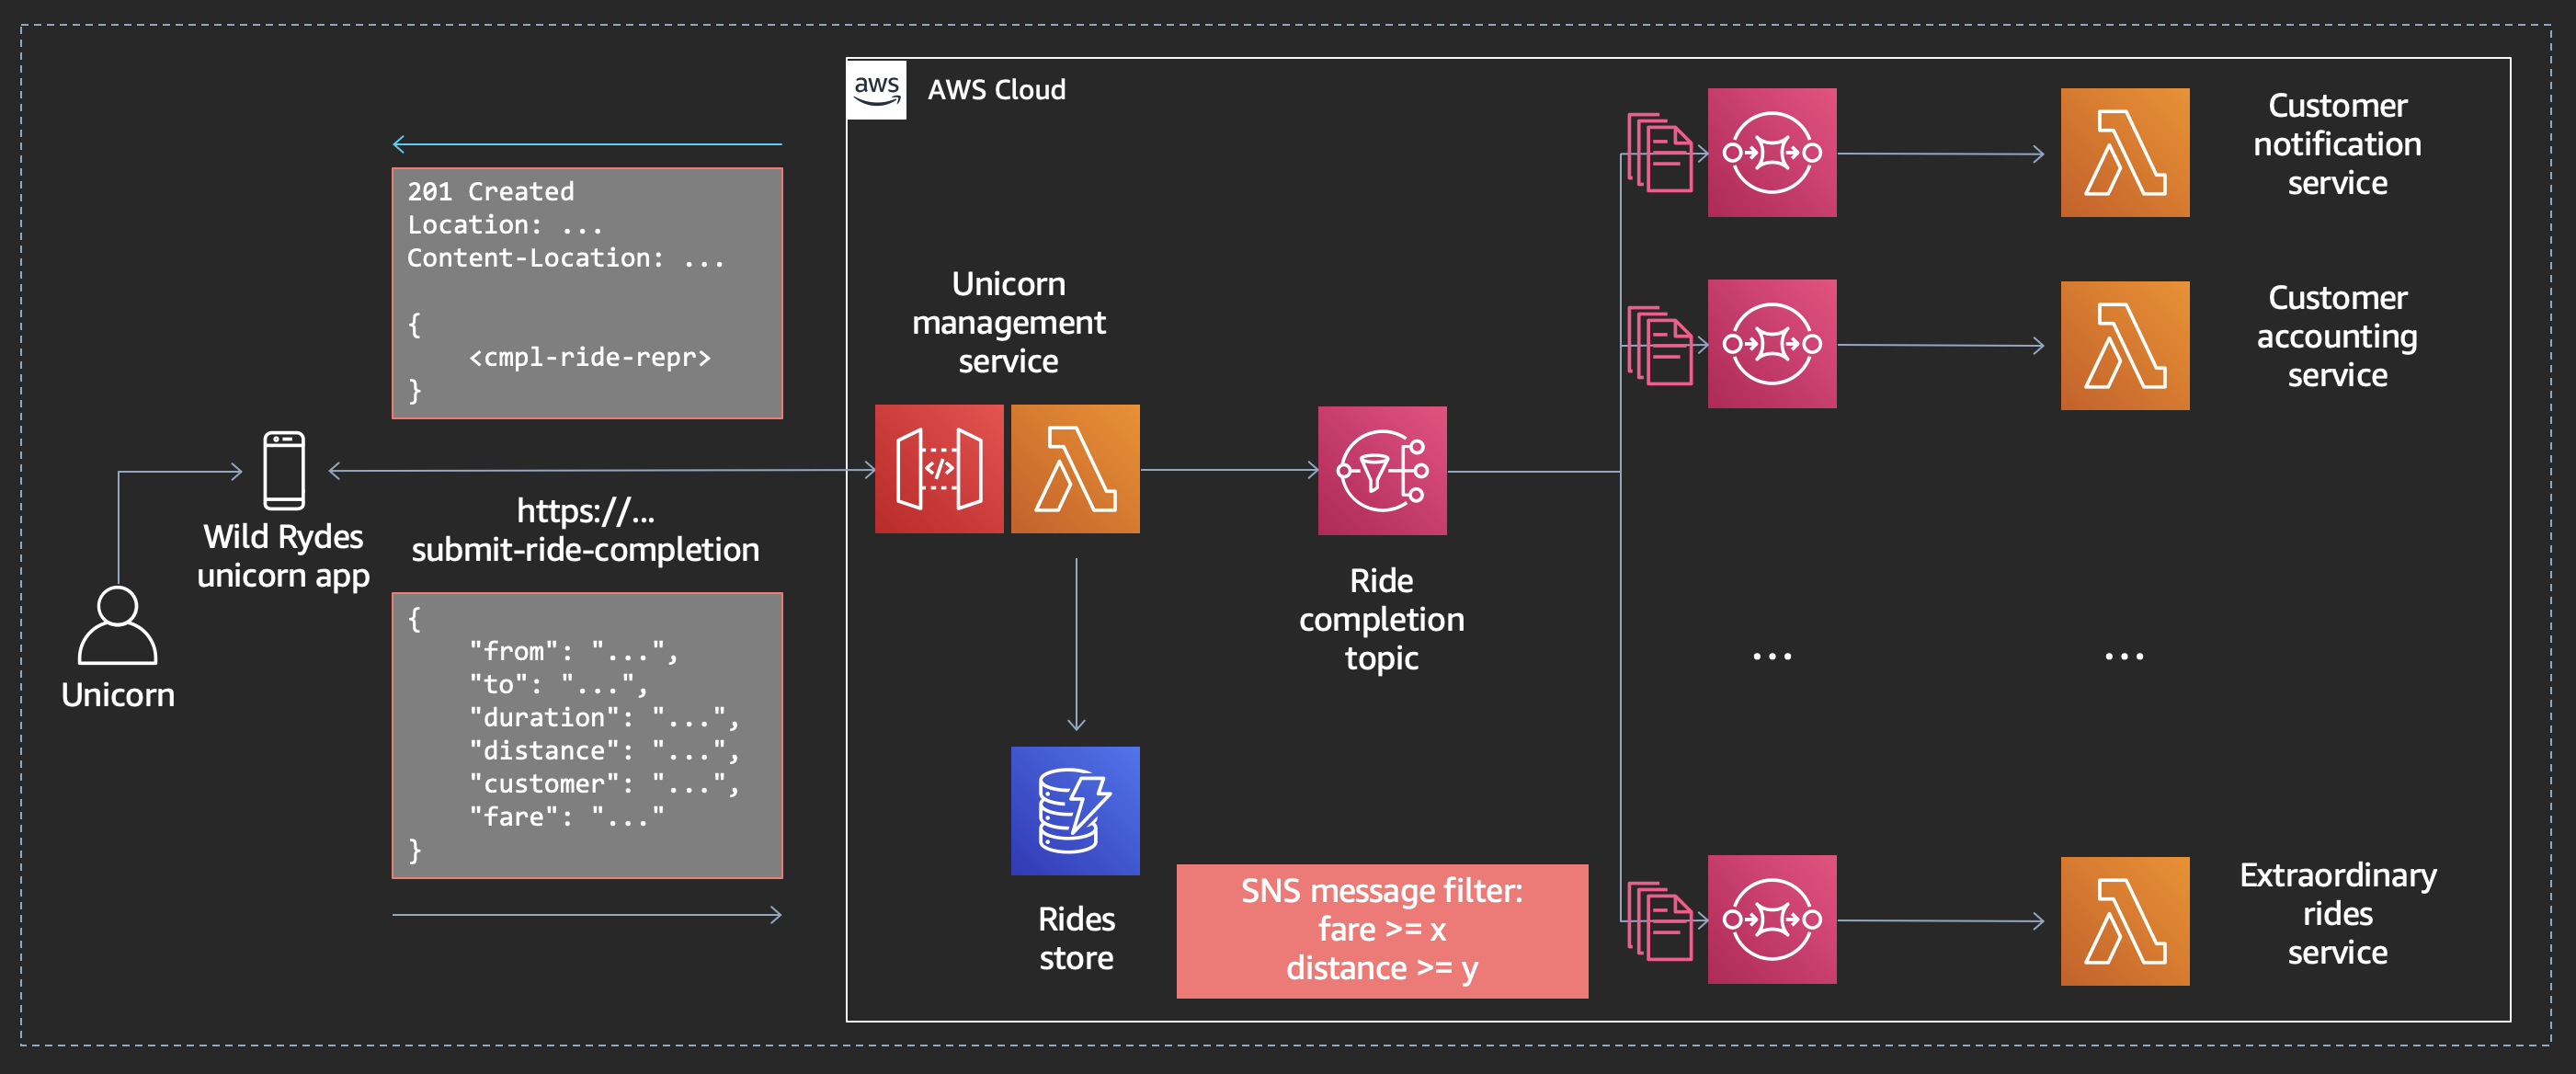 aws
AWS Cloud
201 Created
Location: ...
Content-Location: ...
{
<cmpl-ride-repr>
}
Wild Rydes
unicorn app
Unicorn
https://...
submit-ride-completion
{
"from": "...",
"to": "...",
"duration": "...",
"distance": "...",
"customer": "...",
"fare": "..."
}
Unicorn
management
service
</>
Rides
store
Ride
completion
topic
SNS message filter:
fare >= x
distance >= y
Customer
notification
service
Customer
accounting
service
... ...
Extraordinary
rides
service